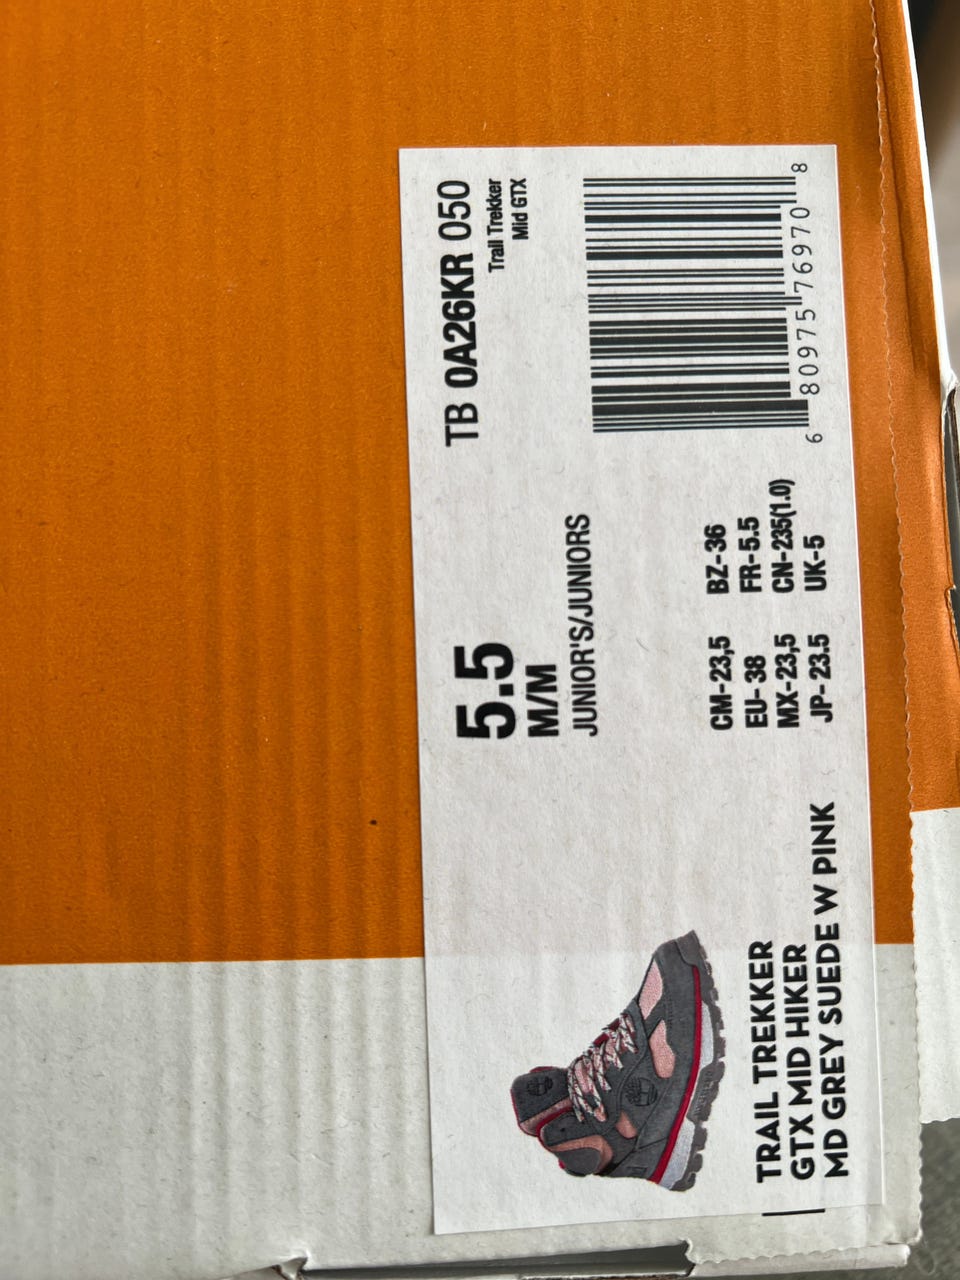 TB 0A26KR 050
Trail Trekker
Mid GTX
6 80975 76970 8
5.5
M/M
JUNIOR'S/JUNIORS
CM-23,5 BZ-36
EU-38 FR-5.5
MX-23,5 CN-235(1.0)
JP-23.5 UK-5
TRAIL TREKKER
GTX MID HIKER
MD GREY SUEDE W PINK